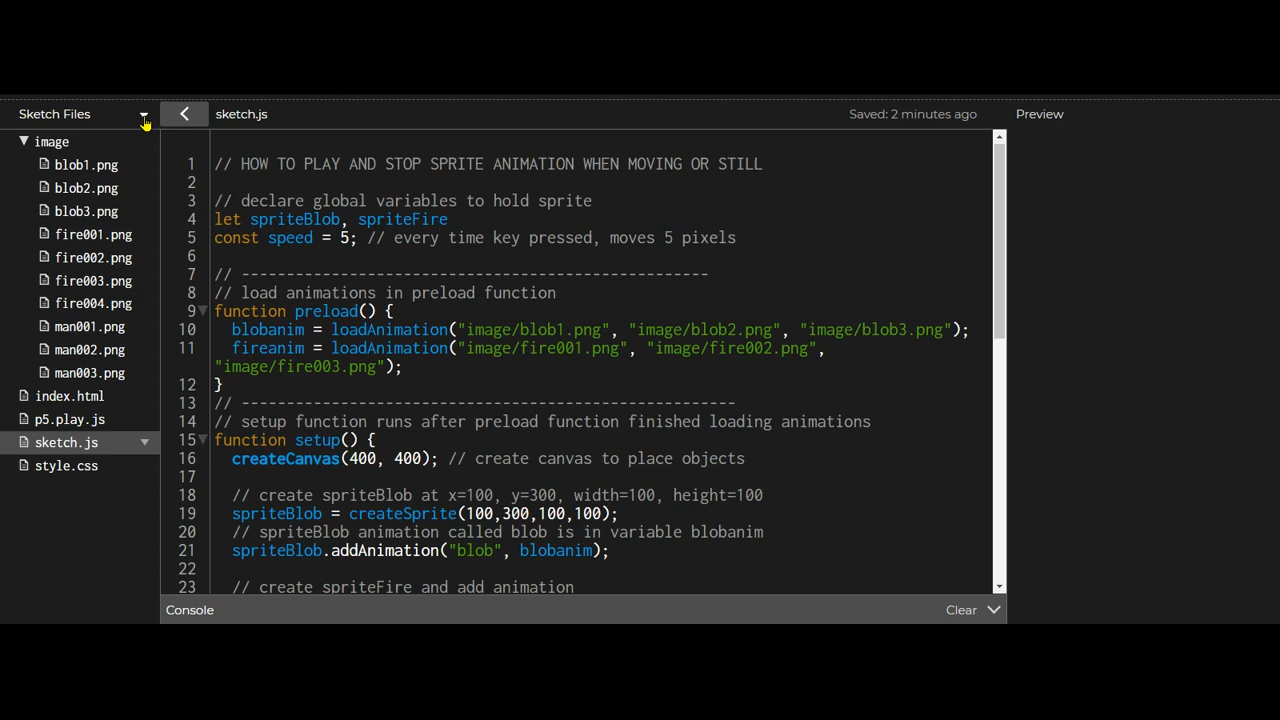 Sketch Files
sketch.js
Saved: 2 minutes ago
Preview
image
blob1.png
blob2.png
blob3.png
fire001.png
fire002.png
fire003.png
fire004.png
man001.png
man002.png
man003.png
index.html
p5.play.js
sketch.js
style.css
1 // HOW TO PLAY AND STOP SPRITE ANIMATION WHEN MOVING OR STILL
2
3 // declare global variables to hold sprite
4 let spriteBlob, spriteFire
5 const speed = 5; // every time key pressed, moves 5 pixels
6
7 // ----------------------------------------------------
8 // load animations in preload function
9 function preload() {
10 blobanim = loadAnimation("image/blob1.png", "image/blob2.png", "image/blob3.png");
11 fireanim = loadAnimation("image/fire001.png", "image/fire002.png",
"image/fire003.png");
12 }
13 // -------------------------------------------------------
14 // setup function runs after preload function finished loading animations
15 function setup() {
16 createCanvas(400, 400); // create canvas to place objects
17
18 // create spriteBlob at x=100, y=300, width=100, height=100
19 spriteBlob = createSprite(100,300,100,100);
20 // spriteBlob animation called blob is in variable blobanim
21 spriteBlob.addAnimation("blob", blobanim);
22
23 // create spriteFire and add animation
Console
Clear